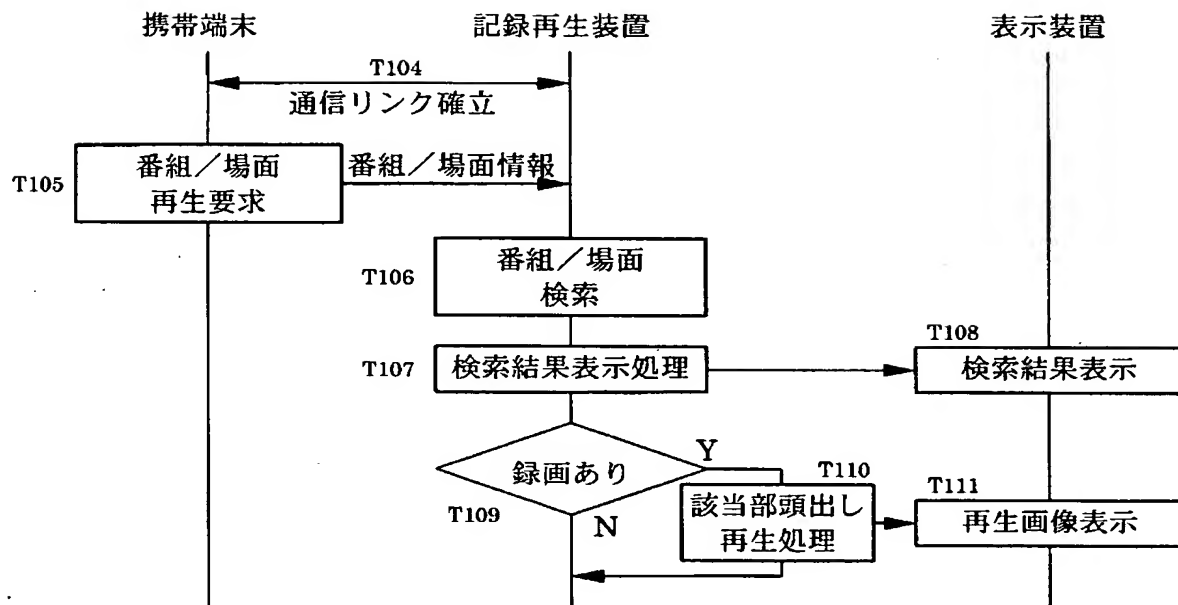 携帯端末
記録再生装置
表示装置
T104
通信リンク確立
T105
番組／場面
再生要求
番組／場面情報
T106
番組／場面
検索
T107
検索結果表示処理
T108
検索結果表示
録画あり
Y
T109
N
T110
該当部頭出し
再生処理
T111
再生画像表示